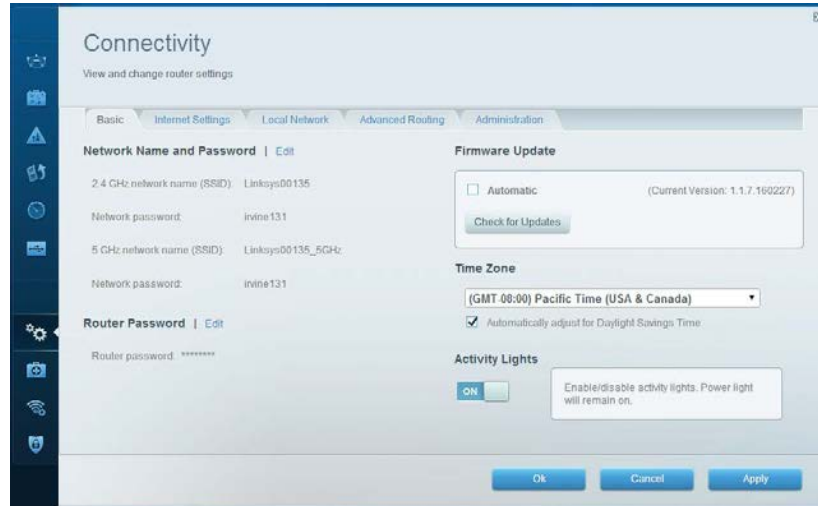 Connectivity
View and change router settings
Basic
Internet Settings
Local Network
Advanced Routing
Administration
Network Name and Password | Edit
2.4 GHz network name (SSID): Linksys00135
Network password: irvine131
5 GHz network name (SSID): Linksys00135_5GHz
Network password: irvine131
Router Password | Edit
Router password: ********
Firmware Update
Automatic
(Current Version: 1.1.7.160227)
Check for Updates
Time Zone
(GMT-08:00) Pacific Time (USA & Canada)
Automatically adjust for Daylight Savings Time
Activity Lights
ON
Enable/disable activity lights. Power light
will remain on.
Ok
Cancel
Apply